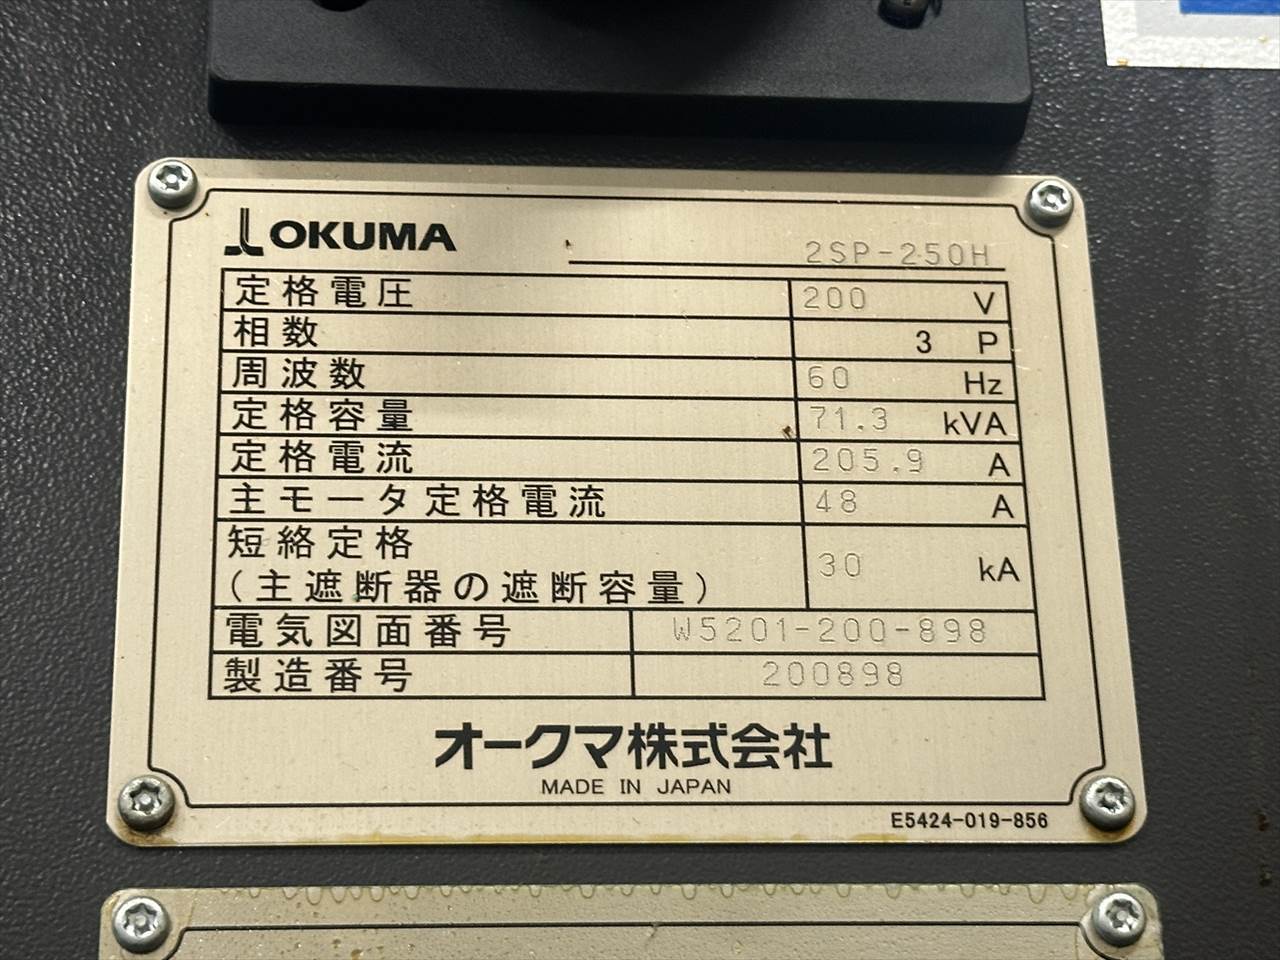 OKUMA 2SP-250H
定格電圧 200 V
相数 3 P
周波数 60 Hz
定格容量 71.3 kVA
定格電流 205.9 A
主モータ定格電流 48 A
短絡定格
(主遮断器の遮断容量) 30 kA
電気図面番号 W5201-200-898
製造番号 200898
オークマ株式会社
MADE IN JAPAN
E5424-019-856